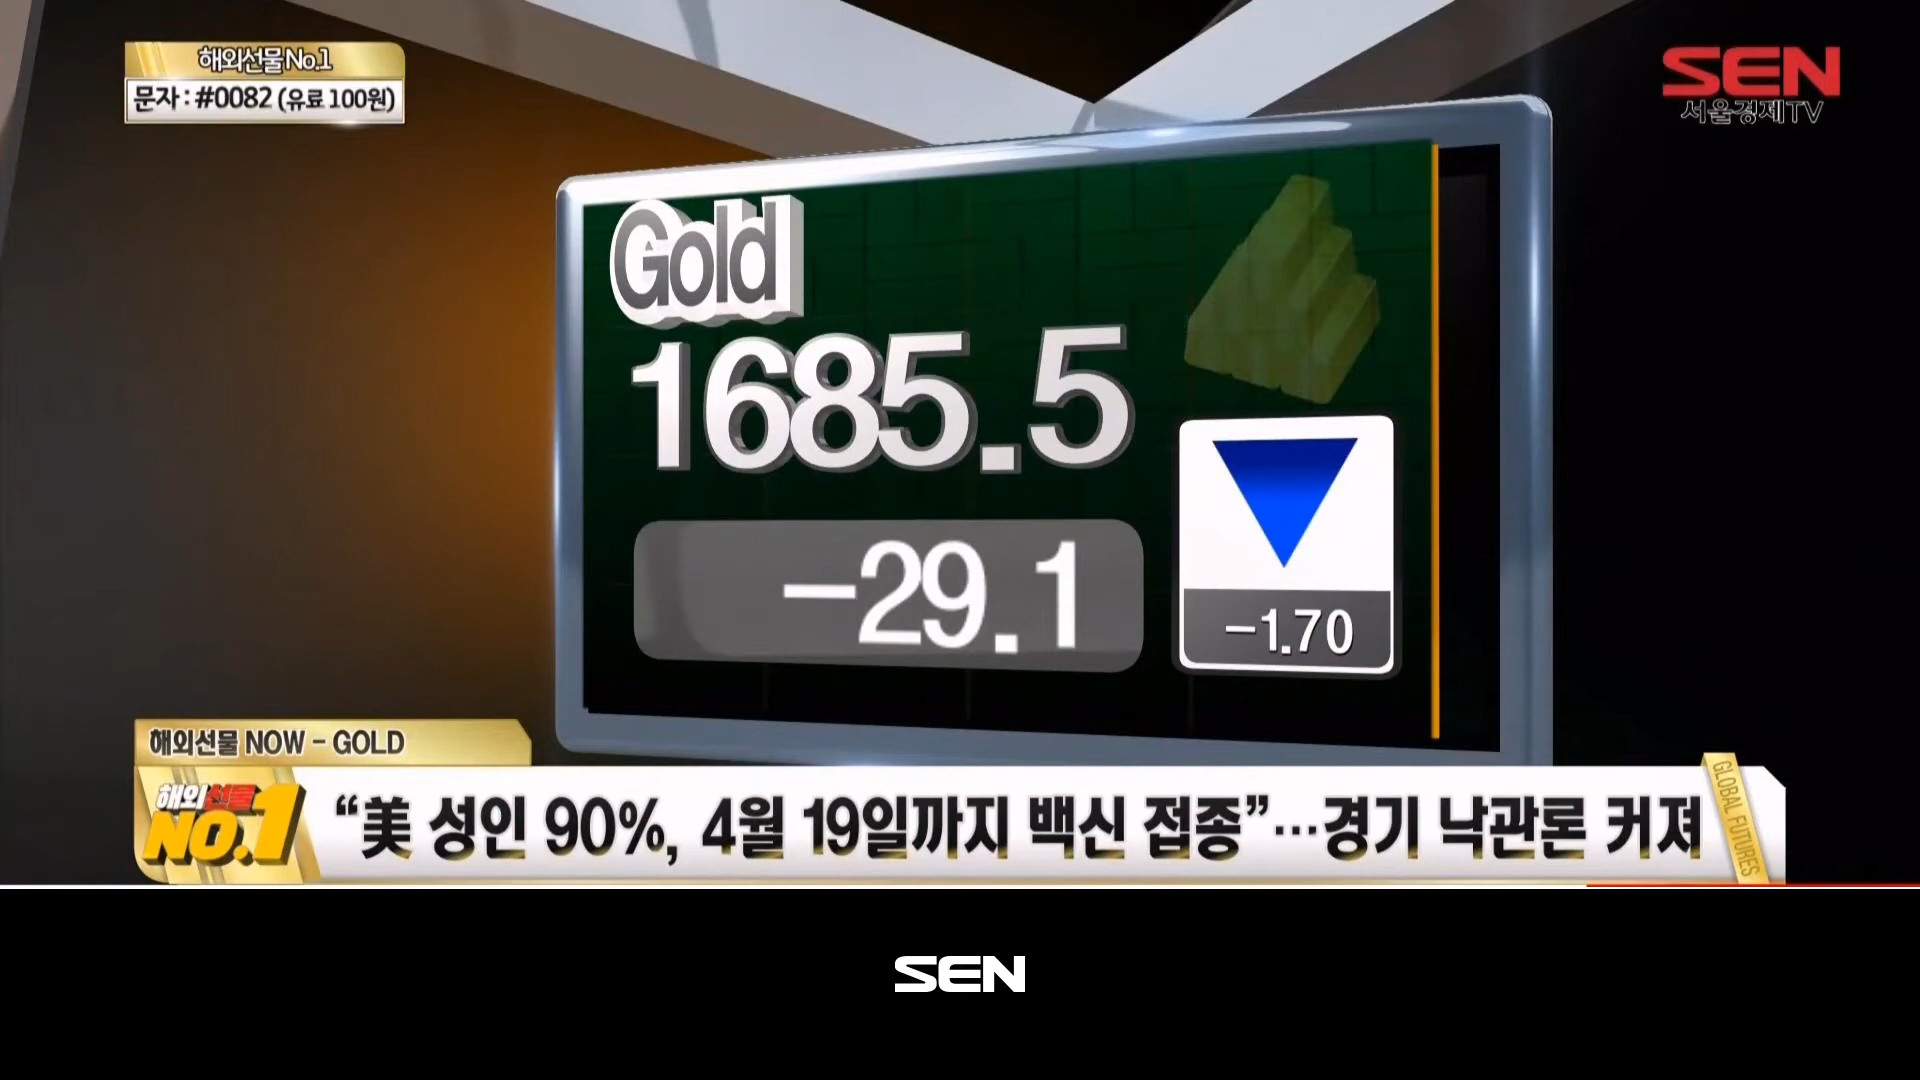 해외선물 No.1
문자 : #0082 (유료 100원)
SEN
서울경제TV
Gold
1685.5
-29.1
-1.70
해외선물 NOW - GOLD
해외선물
NO.1
“美 성인 90%, 4월 19일까지 백신 접종”…경기 낙관론 커져
GLOBAL FUTURES
SEN